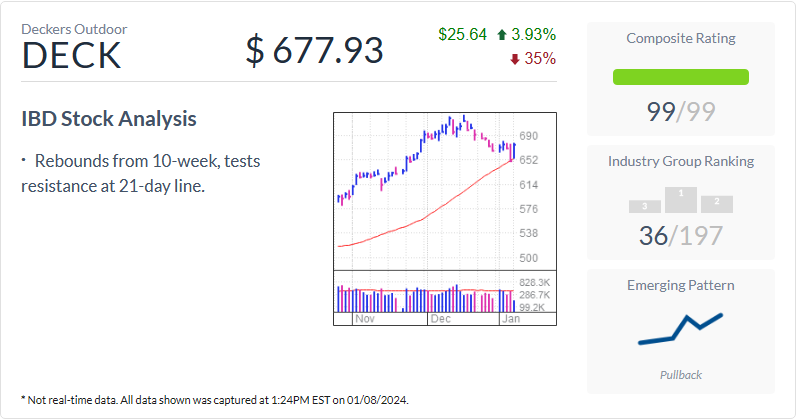 Deckers Outdoor
DECK
$ 677.93
$25.64 3.93%
35%
IBD Stock Analysis
· Rebounds from 10-week, tests
resistance at 21-day line.
690
652
614
576
538
500
828.3K
286.7K
99.2K
Nov Dec Jan
Composite Rating
99/99
Industry Group Ranking
3 1 2
36/197
Emerging Pattern
Pullback
* Not real-time data. All data shown was captured at 1:24PM EST on 01/08/2024.